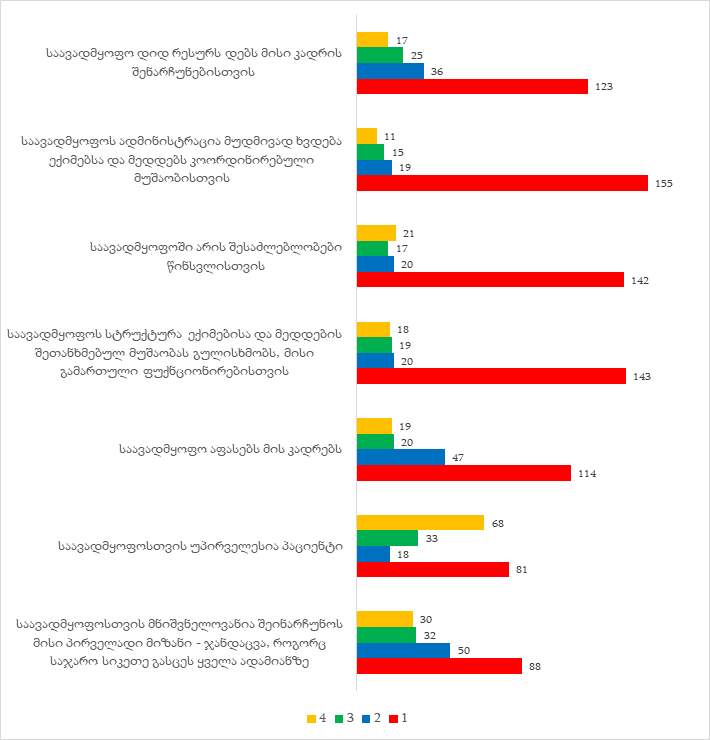 საავადმყოფო დიდ რესურს დებს მისი კადრის
შენარჩუნებისთვის
17
25
36
123
საავადმყოფოს ადმინისტრაცია მუდმივად ხვდება
ექიმებსა და მედდებს კოორდინირებული
მუშაობისთვის
11
15
19
155
საავადმყოფოში არის შესაძლებლობები
წინსვლისთვის
21
17
20
142
საავადმყოფოს სტრუქტურა ექიმებისა და მედდების
შეთანხმებულ მუშაობას გულისხმობს, მისი
გამართული ფუქნციონირებისთვის
18
19
20
143
საავადმყოფო აფასებს მის კადრებს
19
20
47
114
საავადმყოფოსთვის უპირველესია პაციენტი
68
33
18
81
საავადმყოფოსთვის მნიშვნელოვანია შეინარჩუნოს
მისი პირველადი მიზანი - ჯანდაცვა, როგორც
საჯარო სიკეთე გასცეს ყველა ადამიანზე
30
32
50
88
4 3 2 1